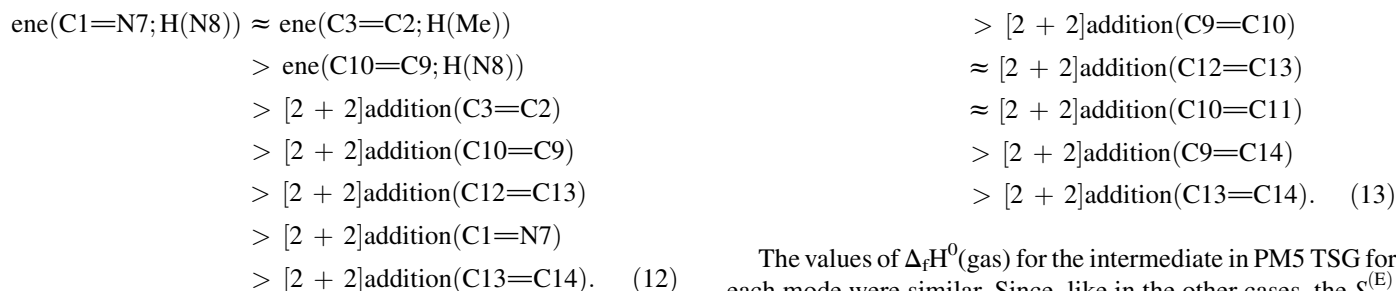 ene(C1═N7; H(N8)) ≈ ene(C3═C2; H(Me))
> ene(C10═C9; H(N8))
> [2 + 2]addition(C3═C2)
> [2 + 2]addition(C10═C9)
> [2 + 2]addition(C12═C13)
> [2 + 2]addition(C1═N7)
> [2 + 2]addition(C13═C14). (12)
> [2 + 2]addition(C9═C10)
≈ [2 + 2]addition(C12═C13)
≈ [2 + 2]addition(C10═C11)
> [2 + 2]addition(C9═C14)
> [2 + 2]addition(C13═C14). (13)
The values of ΔfH⁰(gas) for the intermediate in PM5 TSG for
each mode were similar. Since, like in the other cases, the S(E)